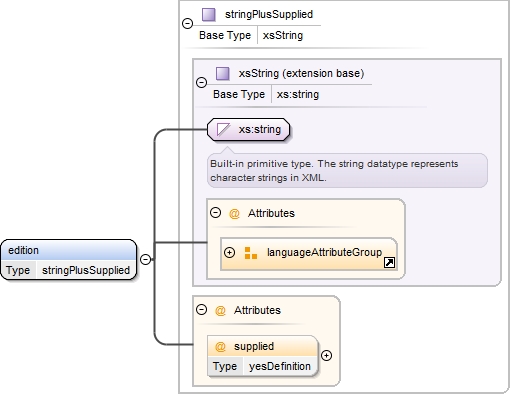 stringPlusSupplied
Base Type xsString
xsString (extension base)
Base Type xs:string
xs:string
Built-in primitive type. The string datatype represents
character strings in XML.
@ Attributes
languageAttributeGroup
edition
Type stringPlusSupplied
@ Attributes
@ supplied
Type yesDefinition